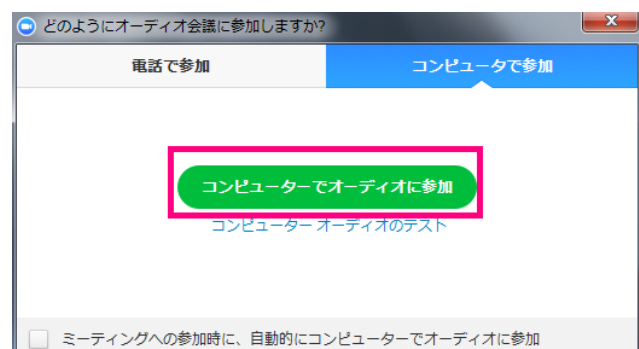 どのようにオーディオ会議に参加しますか?
電話で参加
コンピュータで参加
コンピューターでオーディオに参加
コンピューター オーディオのテスト
ミーティングへの参加時に、自動的にコンピューターでオーディオに参加